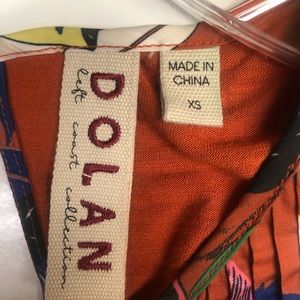 DOLAN
left coast collection
MADE IN
CHINA
XS